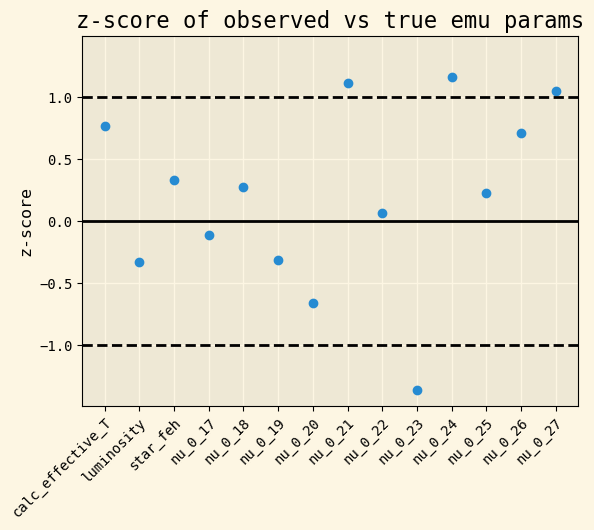 z-score of observed vs true emu params
z-score
1.0
0.5
0.0
−0.5
−1.0
calc_effective_T
luminosity
star_feh
nu_0_17
nu_0_18
nu_0_19
nu_0_20
nu_0_21
nu_0_22
nu_0_23
nu_0_24
nu_0_25
nu_0_26
nu_0_27